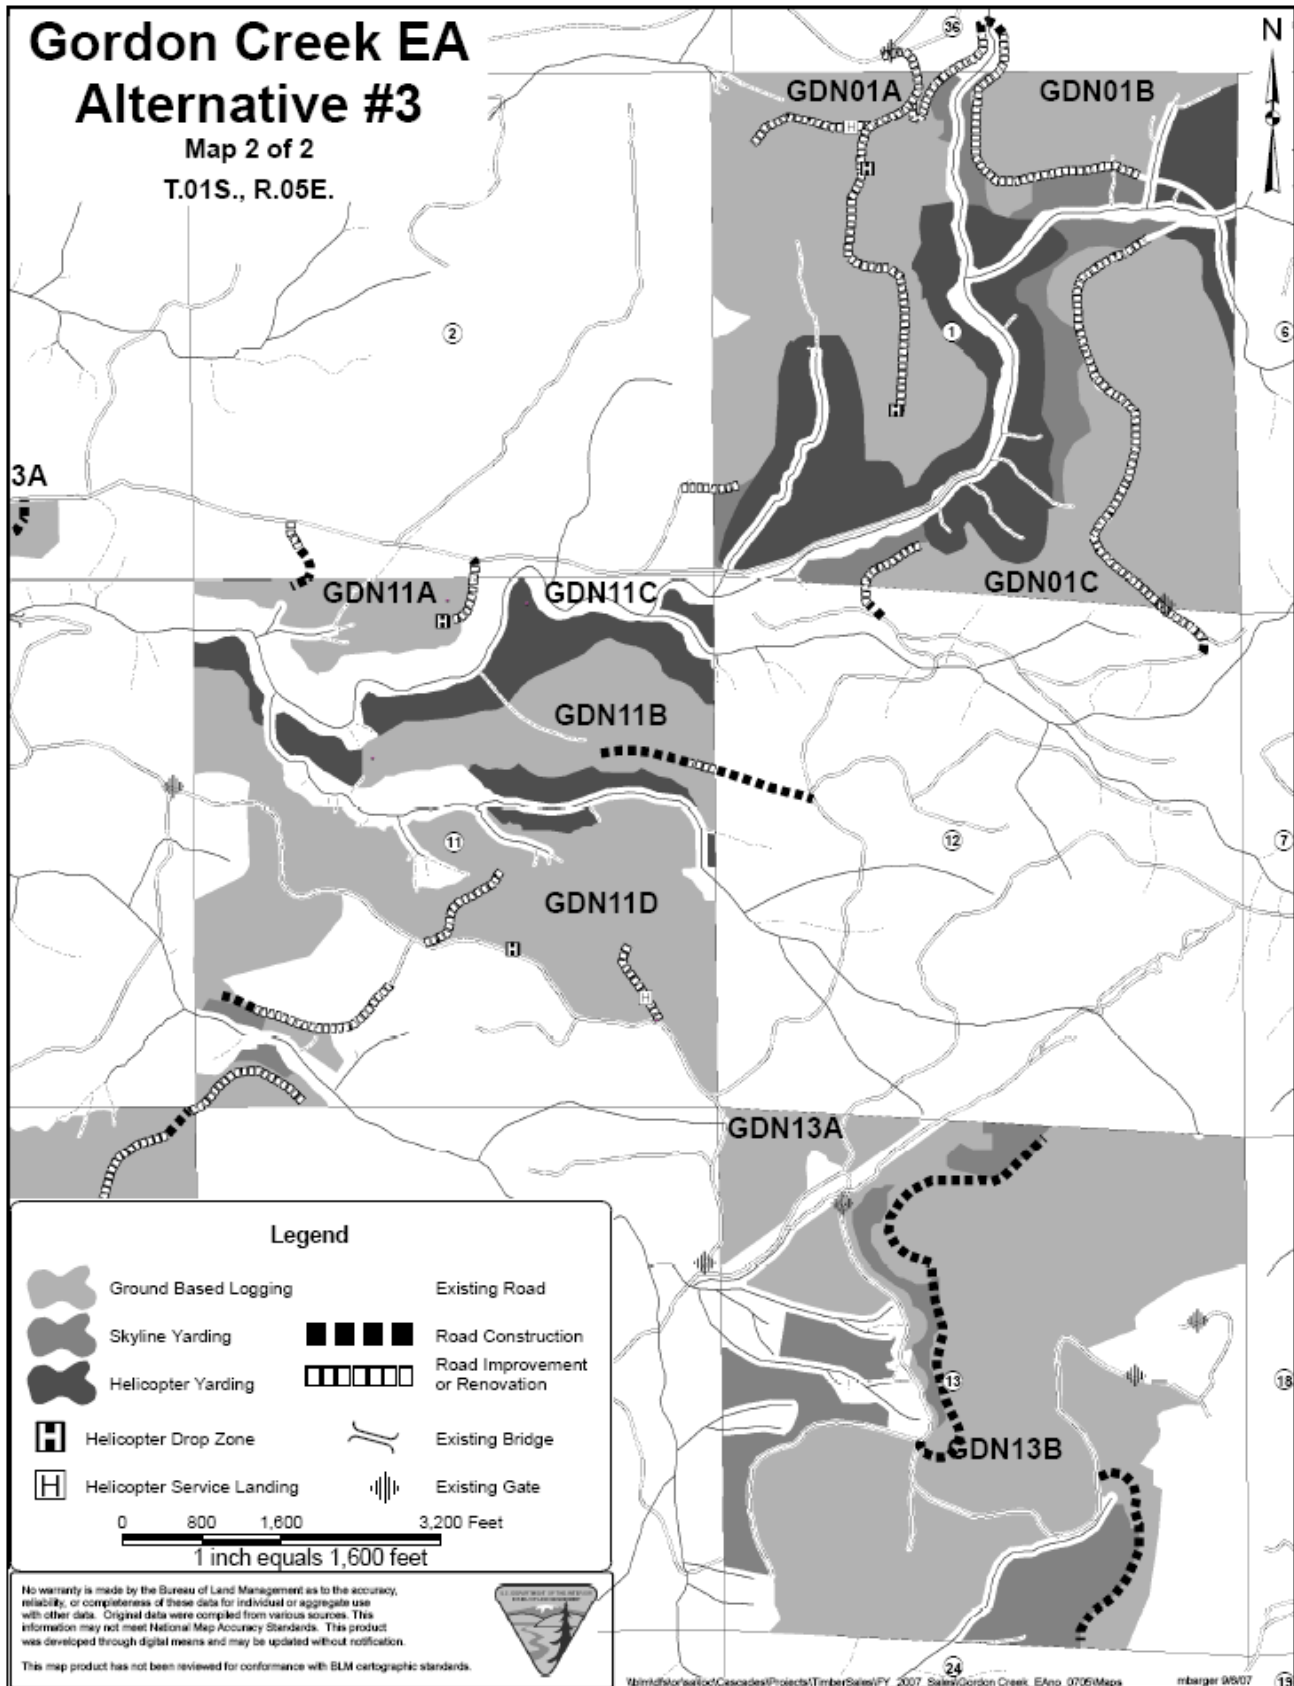 Gordon Creek EA
Alternative #3
Map 2 of 2
T.01S., R.05E.
N
36
GDN01A
GDN01B
2
1
6
3A
GDN11A
GDN11C
GDN01C
GDN11B
11
12
7
GDN11D
H
H
H
H
H
H
GDN13A
13
18
GDN13B
24
19
Legend
Ground Based Logging
Skyline Yarding
Helicopter Yarding
H Helicopter Drop Zone
H Helicopter Service Landing
Existing Road
Road Construction
Road Improvement
or Renovation
Existing Bridge
Existing Gate
0 800 1,600 3,200 Feet
1 inch equals 1,600 feet
No warranty is made by the Bureau of Land Management as to the accuracy,
reliability, or completeness of these data for individual or aggregate use
with other data. Original data were compiled from various sources. This
information may not meet National Map Accuracy Standards. This product
was developed through digital means and may be updated without notification.
This map product has not been reviewed for conformance with BLM cartographic standards.
mbarger 9/6/07